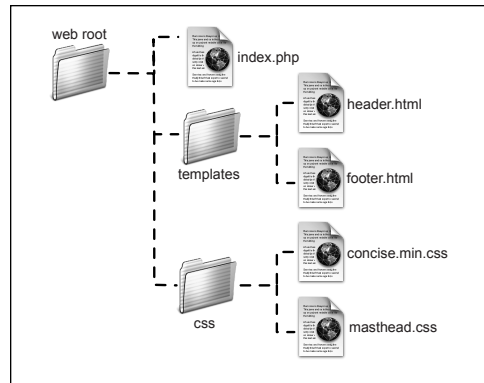 web root
index.php
templates
header.html
footer.html
css
concise.min.css
masthead.css